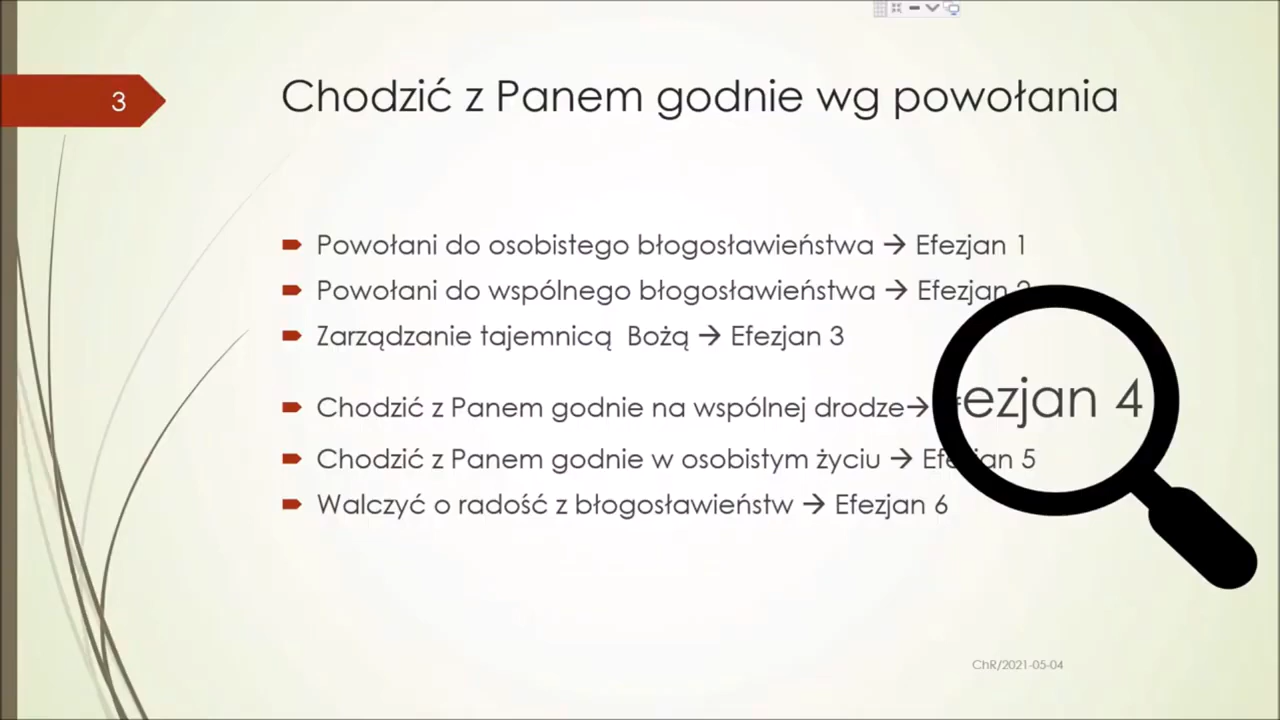 3
Chodzić z Panem godnie wg powołania
Powołani do osobistego błogosławieństwa → Efezjan 1
Powołani do wspólnego błogosławieństwa → Efezjan 2
Zarządzanie tajemnicą Bożą → Efezjan 3
Chodzić z Panem godnie na wspólnej drodze→ Efezjan 4
Chodzić z Panem godnie w osobistym życiu → Efezjan 5
Walczyć o radość z błogosławieństw → Efezjan 6
ChR/2021-05-04